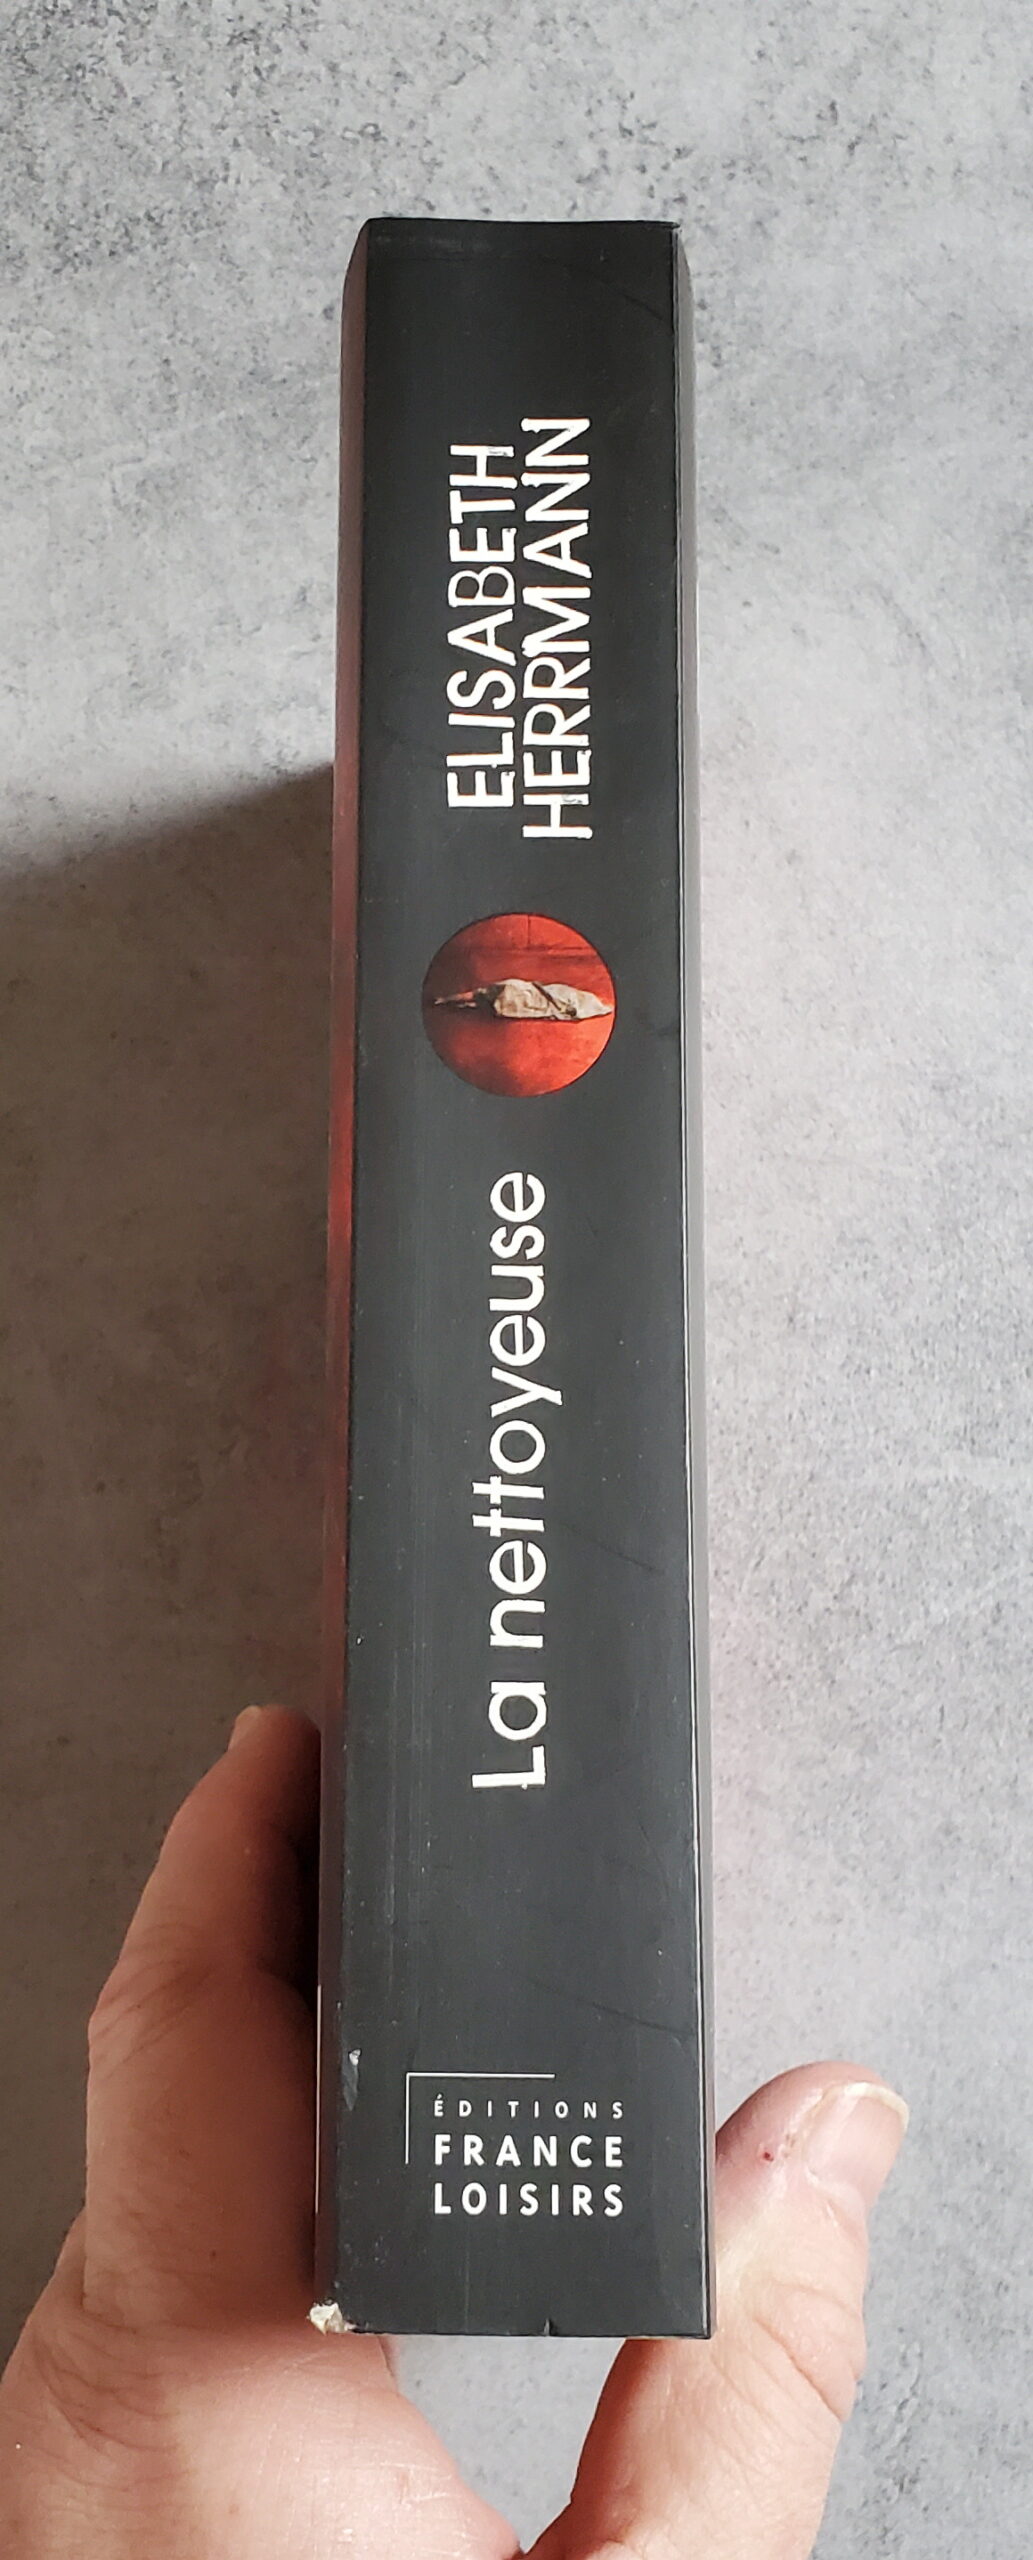 ELISABETH
HERRMANN
La nettoyeuse
ÉDITIONS
FRANCE
LOISIRS